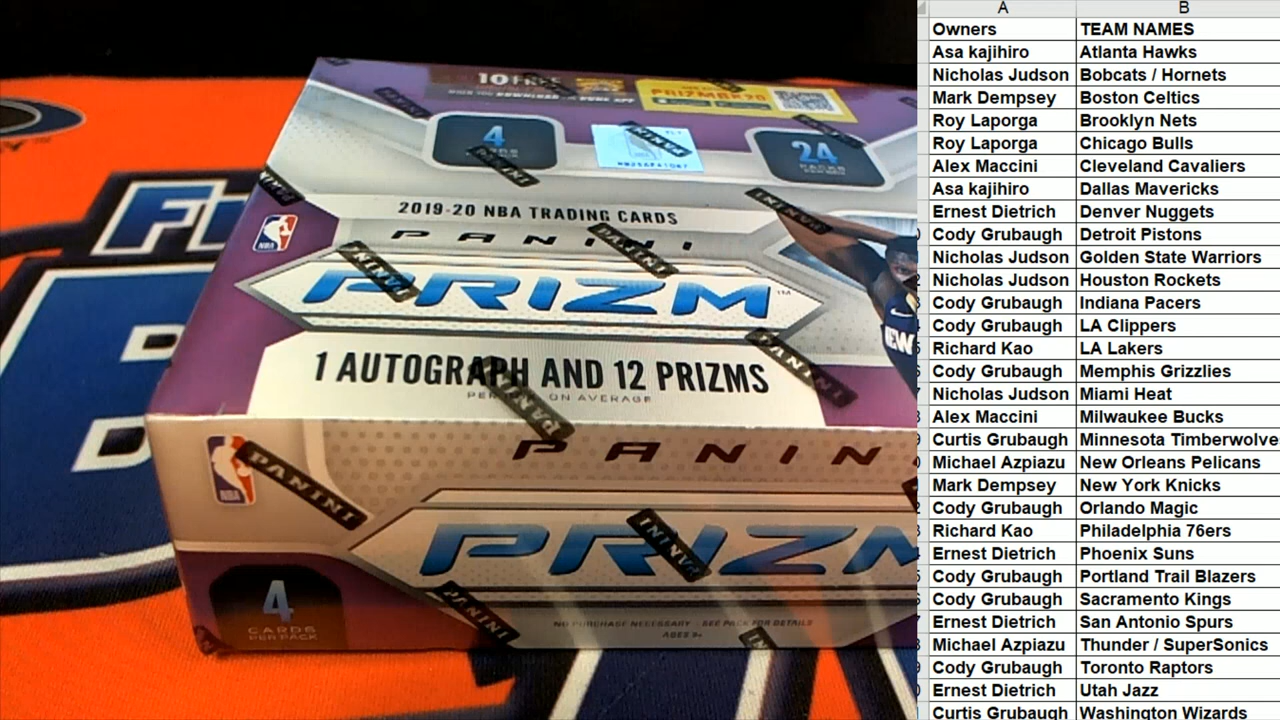 10 FREE
PRIZMBK20
4
24
PACKS
PANINI
2019-20 NBA TRADING CARDS
PANINI
NBA
PRIZM™
NEW
1 AUTOGRAPH AND 12 PRIZMS
ON AVERAGE
PANINI
NBA
PRIZM
4
CARDS
PER PACK
NO PURCHASE NECESSARY - SEE PACK FOR DETAILS
AGES 9+
A B
Owners TEAM NAMES
Asa kajihiro Atlanta Hawks
Nicholas Judson Bobcats / Hornets
Mark Dempsey Boston Celtics
Roy Laporga Brooklyn Nets
Roy Laporga Chicago Bulls
Alex Maccini Cleveland Cavaliers
Asa kajihiro Dallas Mavericks
Ernest Dietrich Denver Nuggets
Cody Grubaugh Detroit Pistons
Nicholas Judson Golden State Warriors
Nicholas Judson Houston Rockets
Cody Grubaugh Indiana Pacers
Cody Grubaugh LA Clippers
Richard Kao LA Lakers
Cody Grubaugh Memphis Grizzlies
Nicholas Judson Miami Heat
Alex Maccini Milwaukee Bucks
Curtis Grubaugh Minnesota Timberwolve
Michael Azpiazu New Orleans Pelicans
Mark Dempsey New York Knicks
Cody Grubaugh Orlando Magic
Richard Kao Philadelphia 76ers
Ernest Dietrich Phoenix Suns
Cody Grubaugh Portland Trail Blazers
Cody Grubaugh Sacramento Kings
Ernest Dietrich San Antonio Spurs
Michael Azpiazu Thunder / SuperSonics
Cody Grubaugh Toronto Raptors
Ernest Dietrich Utah Jazz
Curtis Grubaugh Washington Wizards